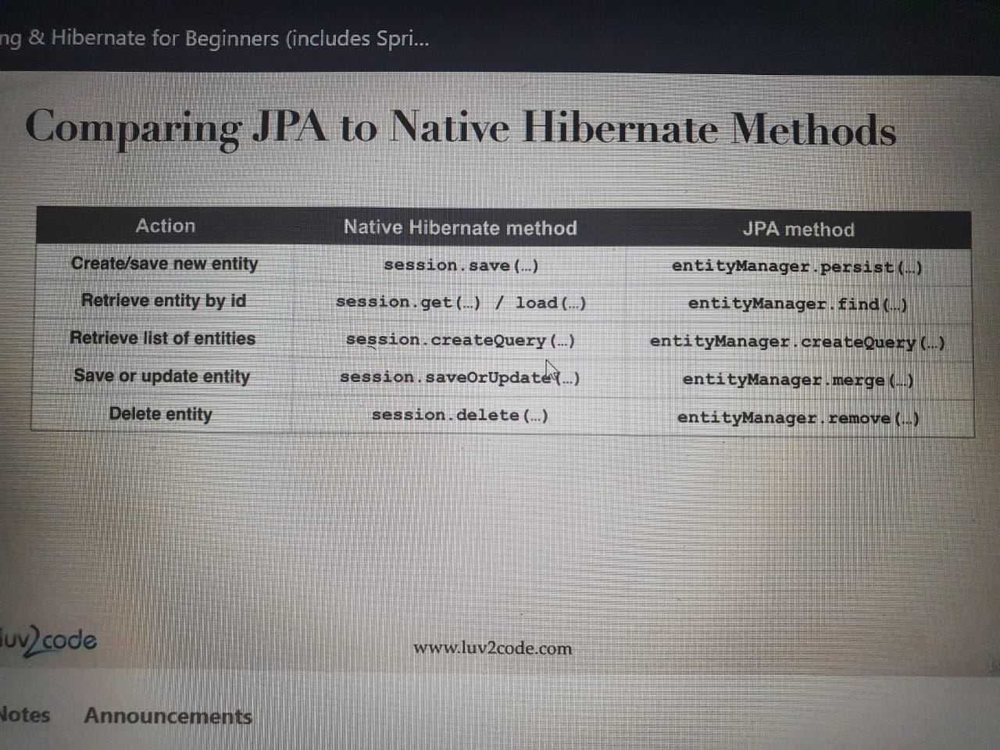 ng & Hibernate for Beginners (includes Spri...
Comparing JPA to Native Hibernate Methods
Action Native Hibernate method JPA method
Create/save new entity session.save(…) entityManager.persist(…)
Retrieve entity by id session.get(…) / load(…) entityManager.find(…)
Retrieve list of entities session.createQuery(…) entityManager.createQuery(…)
Save or update entity session.saveOrUpdate(…) entityManager.merge(…)
Delete entity session.delete(…) entityManager.remove(…)
luv2code
www.luv2code.com
Notes Announcements